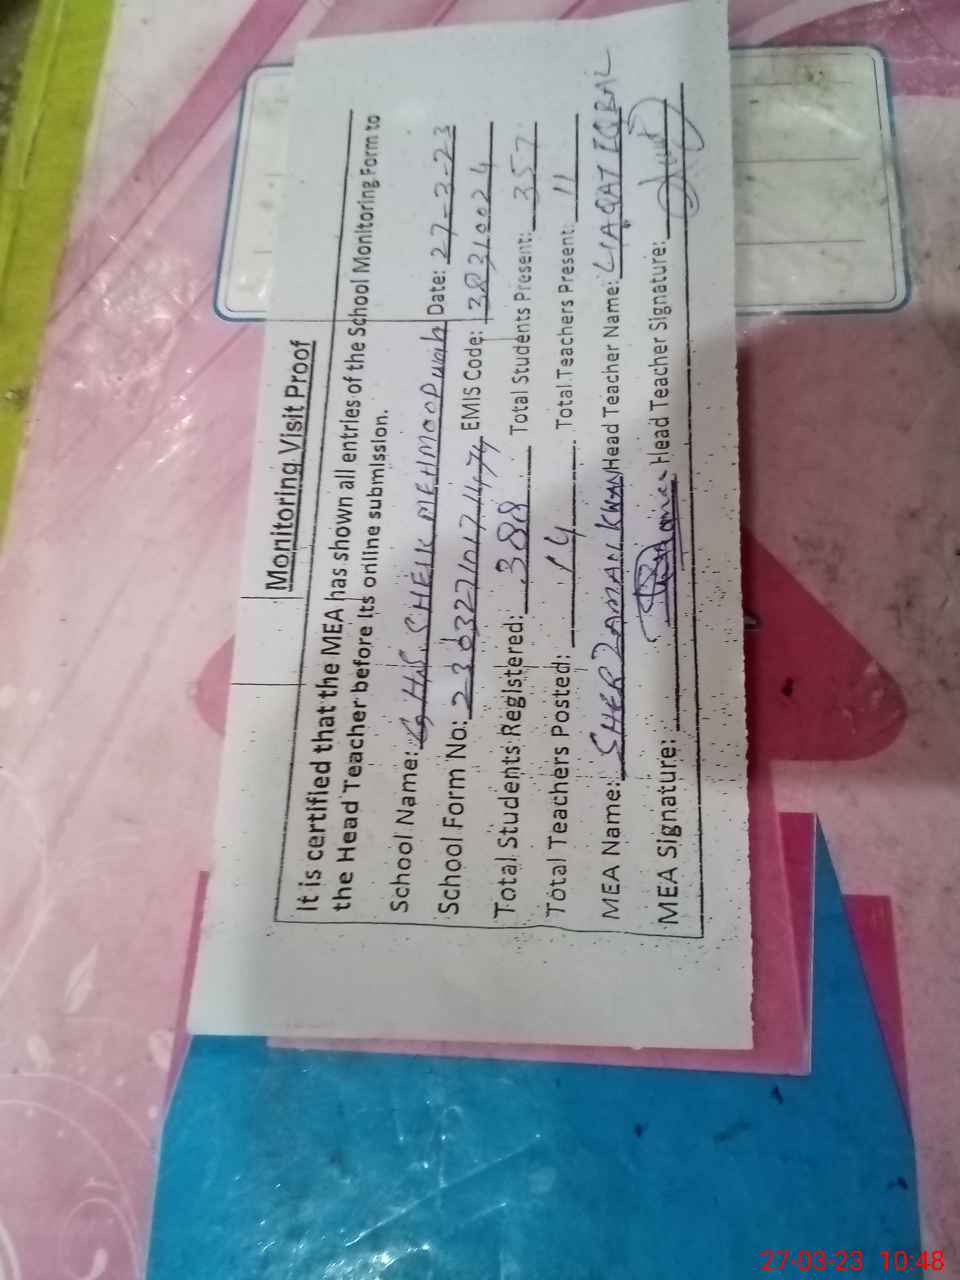 Monitoring Visit Proof
It is certified that the MEA has shown all entries of the School Monitoring Form to
the Head Teacher before its online submission.
School Name: GHS. SHEIK MEHMOOD Date: 27-3-23
School Form No: EMIS Code: 38310024
Total Students Registered: 388 Total Students Present: 357
Total Teachers Posted: 14 Total Teachers Present: 11
MEA Name: SHER ZAMAN KWAN Head Teacher Name: LIAQAT IQBAL
MEA Signature: Head Teacher Signature:
27-03-23 10:48